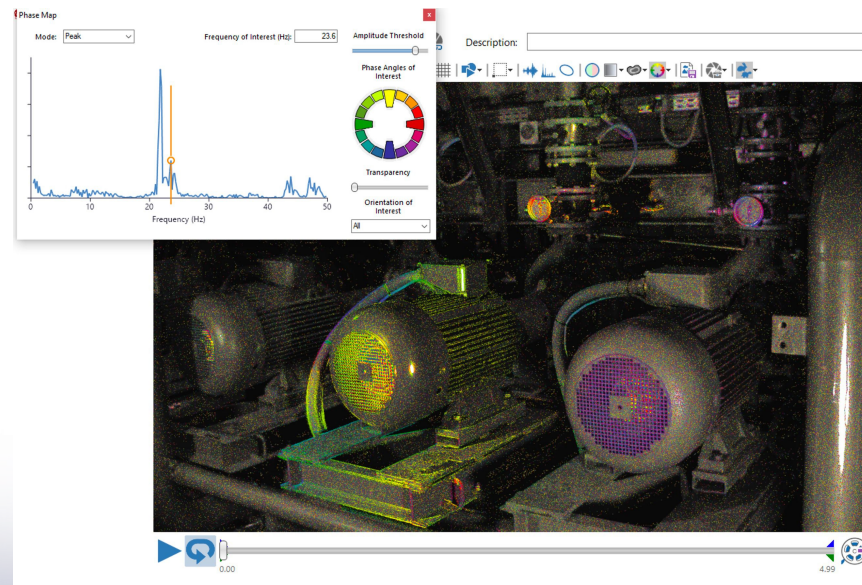 Phase Map
x
Mode:
Peak
Frequency of Interest (Hz):
23.6
Amplitude Threshold
Description:
Phase Angles of
Interest
Transparency
Orientation of
Interest
All
0
10
20
30
40
50
Frequency (Hz)
0.00
4.99